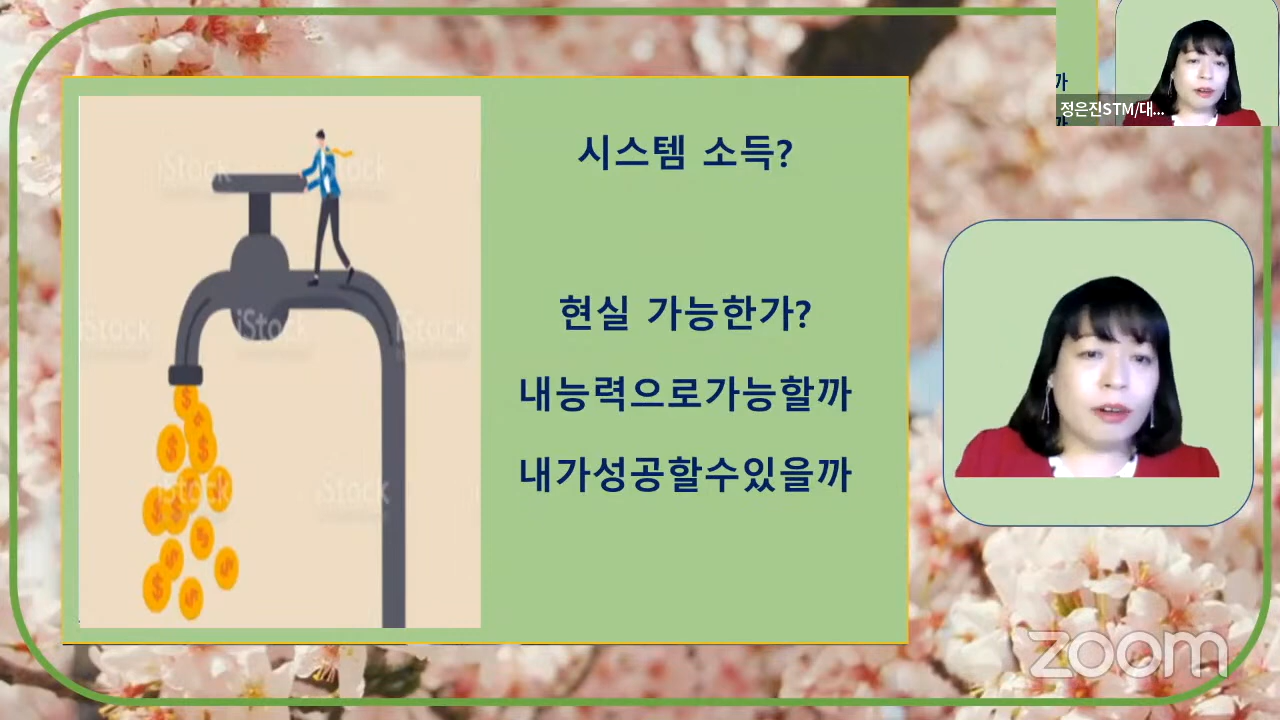 시스템 소득?
현실 가능한가?
내능력으로가능할까
내가성공할수있을까
까
정은진STM/대...
iStock
iStock
iStock
iStock
iStock
iStock
iStock
zoom